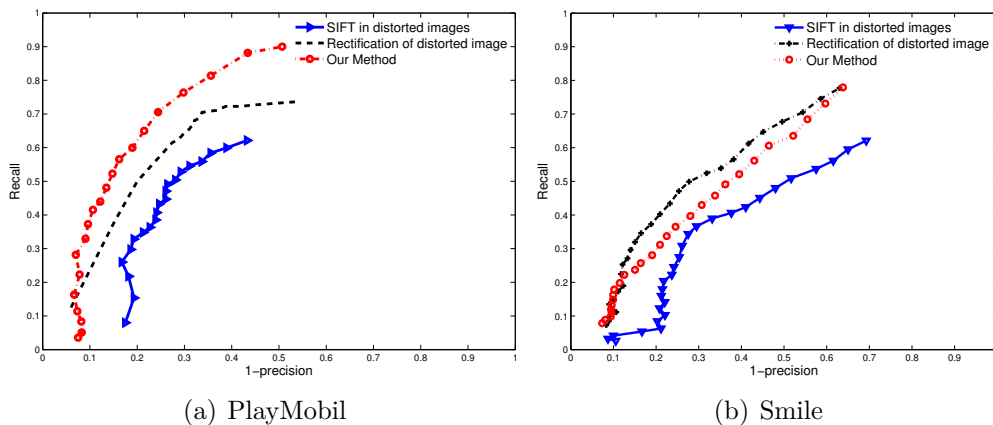 SIFT in distorted images
Rectification of distorted image
Our Method
1
0.9
0.8
0.7
0.6
0.5
0.4
0.3
0.2
0.1
0
Recall
0 0.1 0.2 0.3 0.4 0.5 0.6 0.7 0.8 0.9 1
1-precision
(a) PlayMobil
SIFT in distorted images
Rectification of distorted image
Our Method
1
0.9
0.8
0.7
0.6
0.5
0.4
0.3
0.2
0.1
0
Recall
0 0.1 0.2 0.3 0.4 0.5 0.6 0.7 0.8 0.9
1-precision
(b) Smile